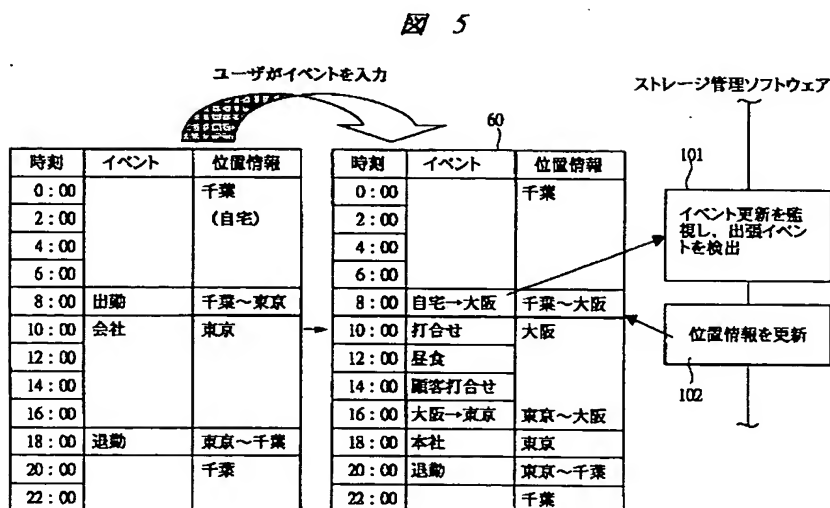 図 5
ユーザがイベントを入力
ストレージ管理ソフトウェア
時刻 イベント 位置情報
0:00 千葉
2:00 (自宅)
4:00
6:00
8:00 出勤 千葉~東京
10:00 会社 東京
12:00
14:00
16:00
18:00 退勤 東京~千葉
20:00 千葉
22:00
60
時刻 イベント 位置情報
0:00 千葉
2:00
4:00
6:00
8:00 自宅→大阪 千葉~大阪
10:00 打合せ 大阪
12:00 昼食
14:00 顧客打合せ
16:00 大阪→東京 東京~大阪
18:00 本社 東京
20:00 退勤 東京~千葉
22:00 千葉
101
イベント更新を監
視し、出張イベン
トを検出
位置情報を更新
102